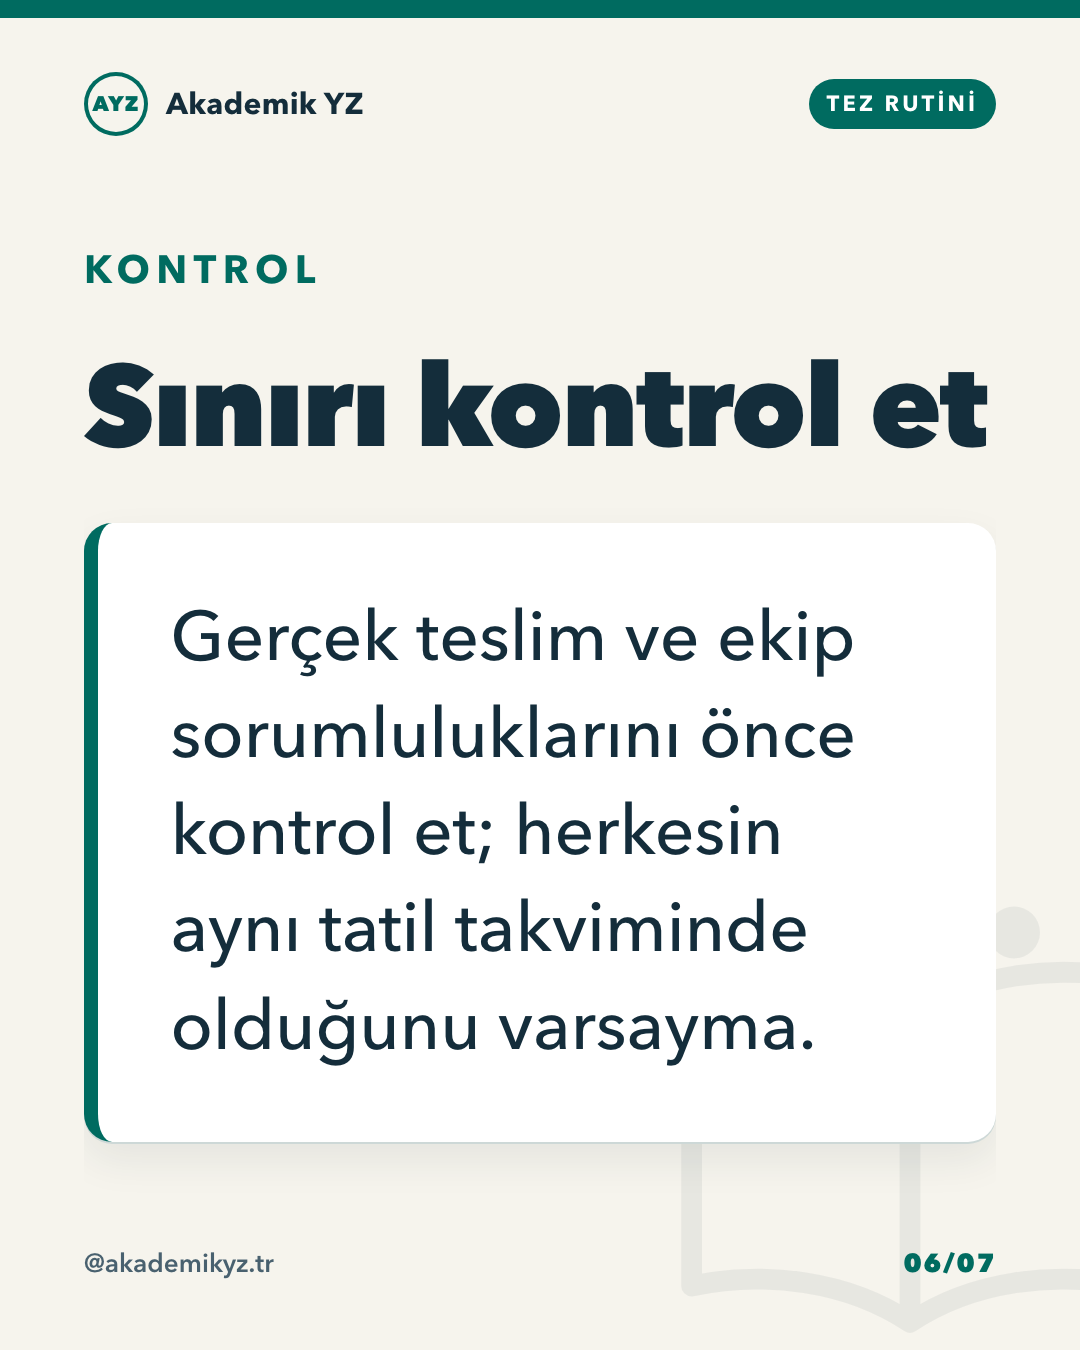 AYZ Akademik YZ
TEZ RUTİNİ
KONTROL
Sınırı kontrol et
Gerçek teslim ve ekip
sorumluluklarını önce
kontrol et; herkesin
aynı tatil takviminde
olduğunu varsayma.
@akademikyz.tr
06/07